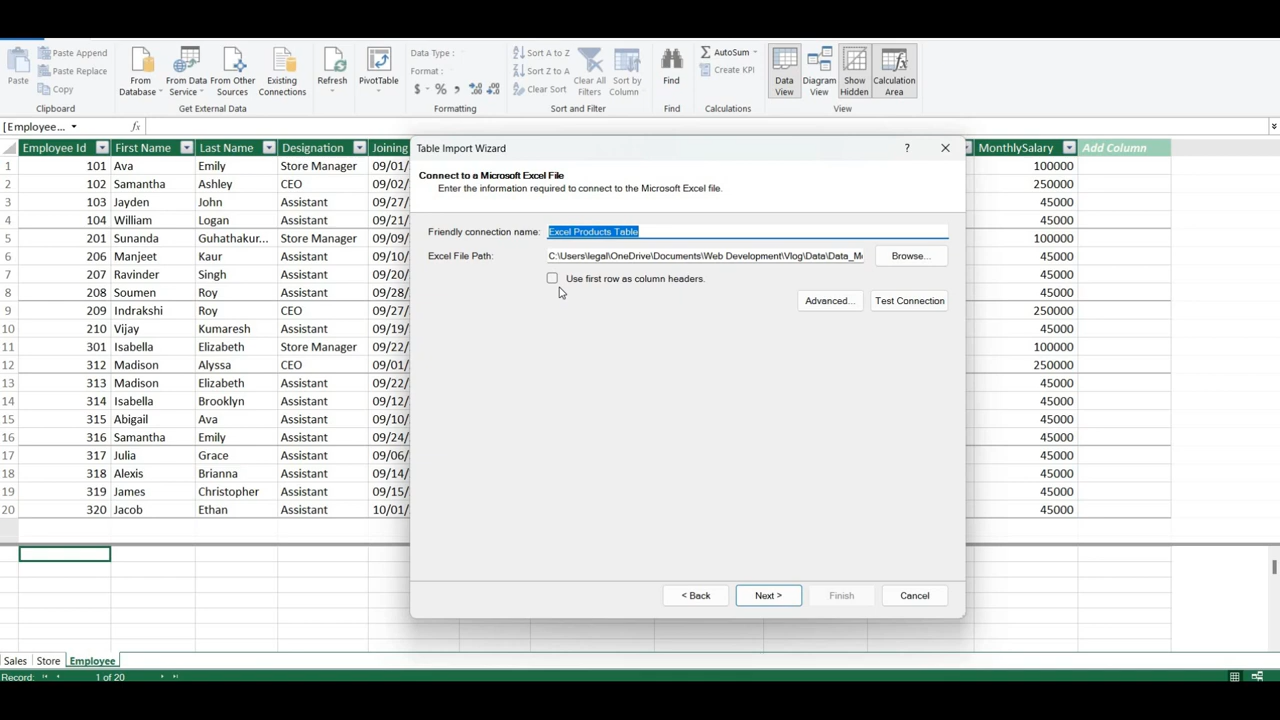 Paste
Paste Append
Paste Replace
Copy
Clipboard
From Database
From Data Service
From Other Sources
Existing Connections
Get External Data
Refresh
PivotTable
Data Type :
Format :
$ % ,
Formatting
Sort A to Z
Sort Z to A
Clear Sort
Clear All Filters
Sort by Column
Sort and Filter
Find
Find
AutoSum
Create KPI
Calculations
Data View
Diagram View
Show Hidden
Calculation Area
View
[Employee... fx
Employee Id First Name Last Name Designation Joining MonthlySalary Add Column
1 101 Ava Emily Store Manager 09/01/ 100000
2 102 Samantha Ashley CEO 09/02/ 250000
3 103 Jayden John Assistant 09/27/ 45000
4 104 William Logan Assistant 09/21/ 45000
5 201 Sunanda Guhathakur... Store Manager 09/09/ 100000
6 206 Manjeet Kaur Assistant 09/26/ 45000
7 207 Ravinder Singh Assistant 09/21/ 45000
8 208 Soumen Roy Assistant 09/28/ 45000
9 209 Indrakshi Roy CEO 09/27/ 250000
10 210 Vijay Kumaresh Assistant 09/19/ 45000
11 301 Isabella Elizabeth Store Manager 09/22/ 100000
12 312 Madison Alyssa CEO 09/01/ 250000
13 313 Madison Elizabeth Assistant 09/22/ 45000
14 314 Isabella Brooklyn Assistant 09/12/ 45000
15 315 Abigail Ava Assistant 09/10/ 45000
16 316 Samantha Emily Assistant 09/24/ 45000
17 317 Julia Grace Assistant 09/06/ 45000
18 318 Alexis Brianna Assistant 09/14/ 45000
19 319 James Christopher Assistant 09/15/ 45000
20 320 Jacob Ethan Assistant 10/01/ 45000
Table Import Wizard
Connect to a Microsoft Excel File
Enter the information required to connect to the Microsoft Excel file.
Friendly connection name: Excel Products Table
Excel File Path: C:\Users\legal\OneDrive\Documents\Web Development\Vlog\Data\Data_M Browse...
Use first row as column headers.
Advanced... Test Connection
< Back Next > Finish Cancel
Sales Store Employee
Record: 1 of 20